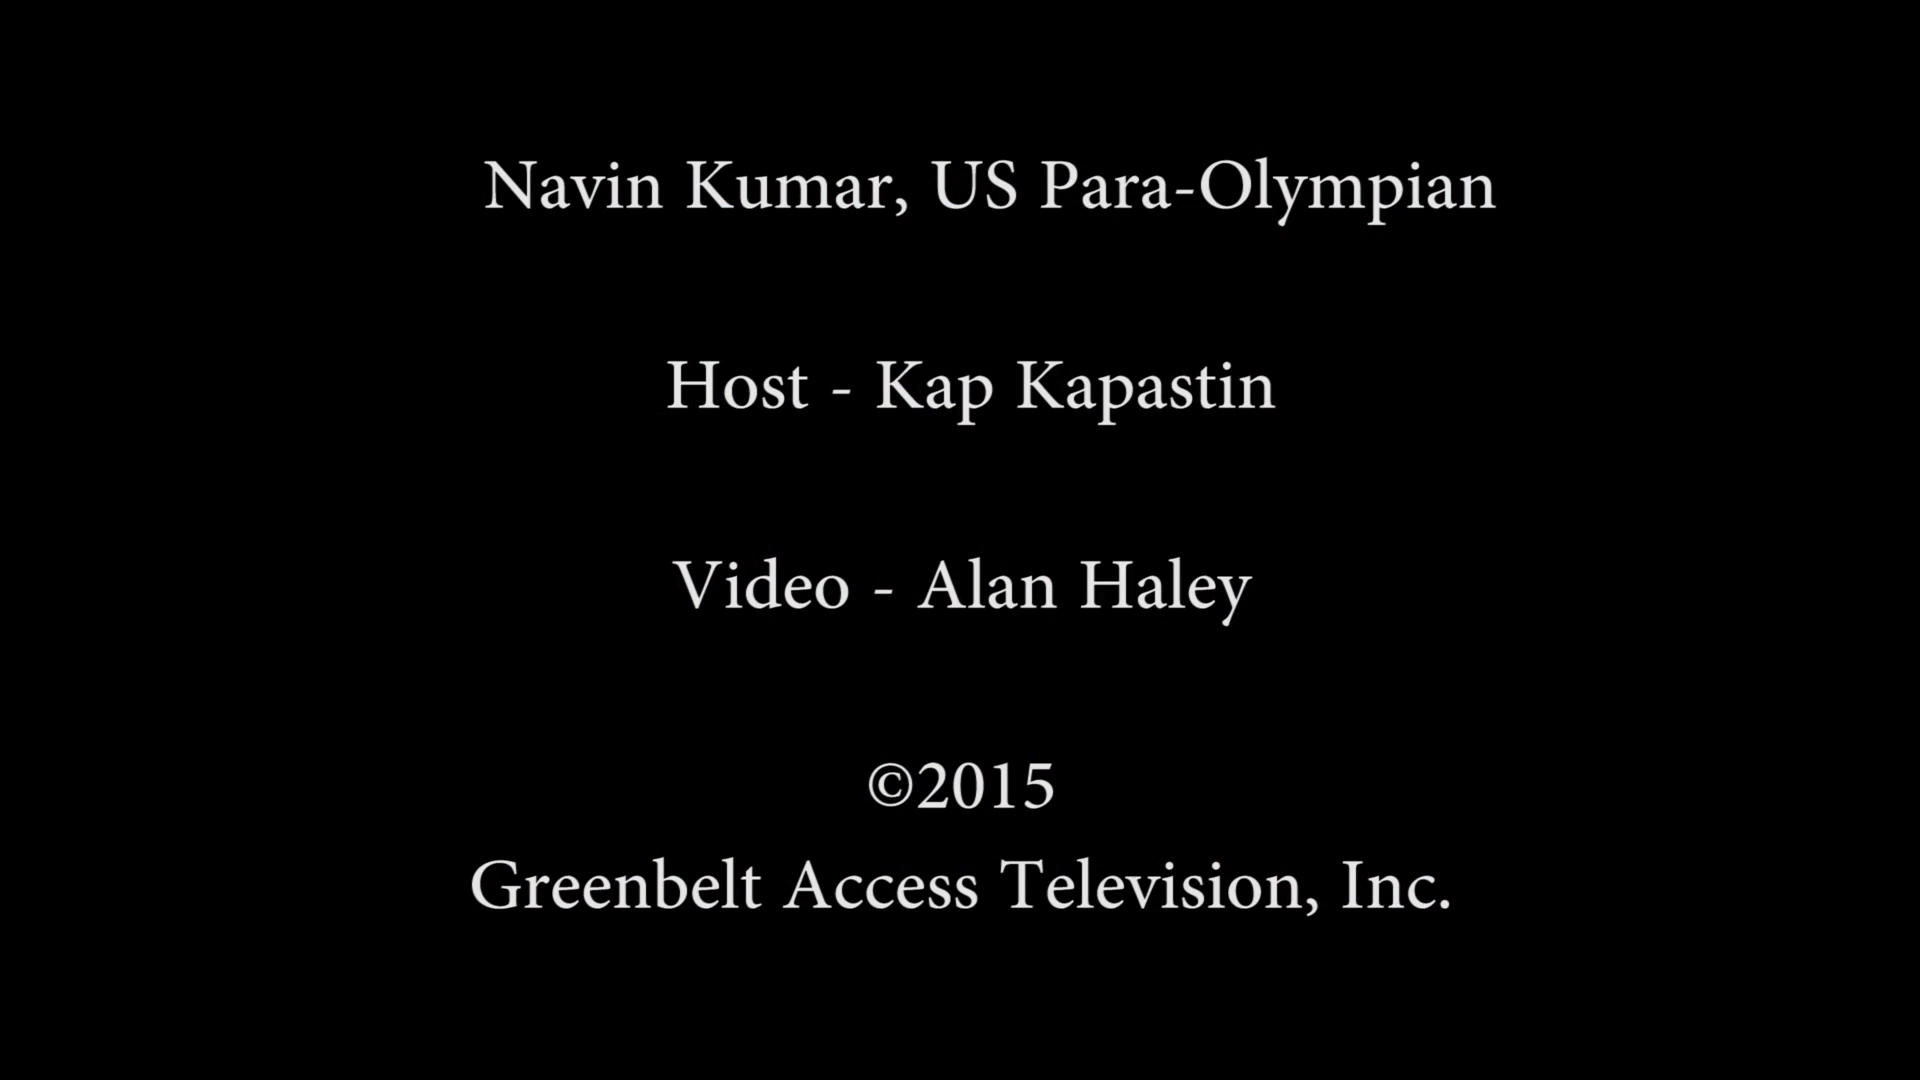 Navin Kumar, US Para-Olympian
Host - Kap Kapastin
Video - Alan Haley
©2015
Greenbelt Access Television, Inc.